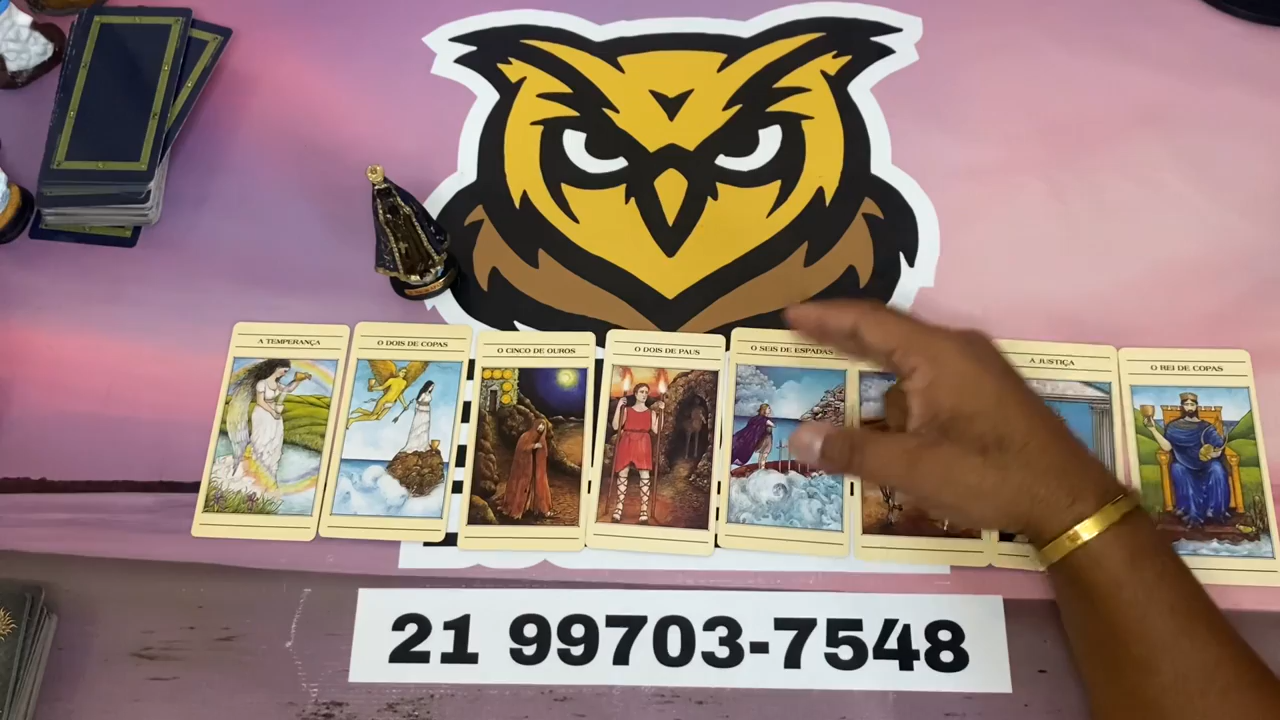 A TEMPERANÇA
O DOIS DE COPAS
O CINCO DE OUROS
O DOIS DE PAUS
O SEIS DE ESPADAS
A JUSTIÇA
O REI DE COPAS
21 99703-7548